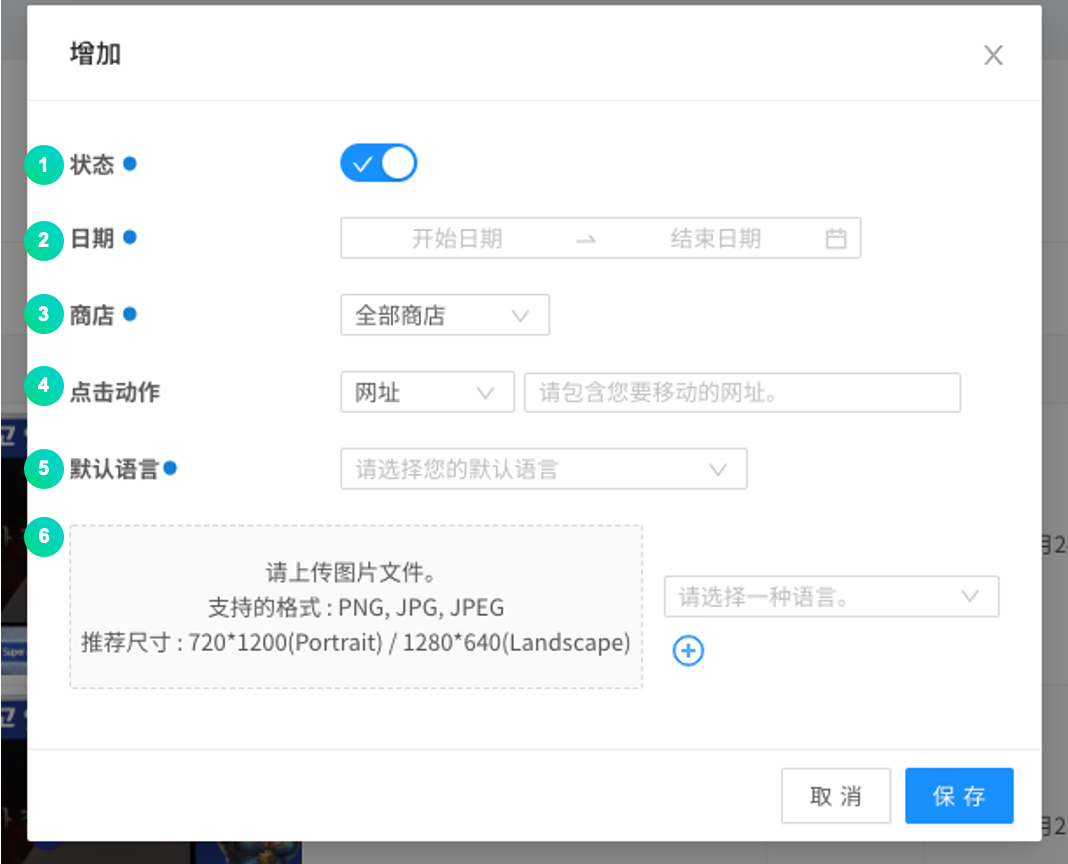 增加
1 状态
2 日期 开始日期 结束日期
3 商店 全部商店
4 点击动作 网址 请包含您要移动的网址。
5 默认语言 请选择您的默认语言
6
请上传图片文件。
支持的格式 : PNG, JPG, JPEG
推荐尺寸 : 720*1200(Portrait) / 1280*640(Landscape)
请选择一种语言。
取 消 保 存
Super